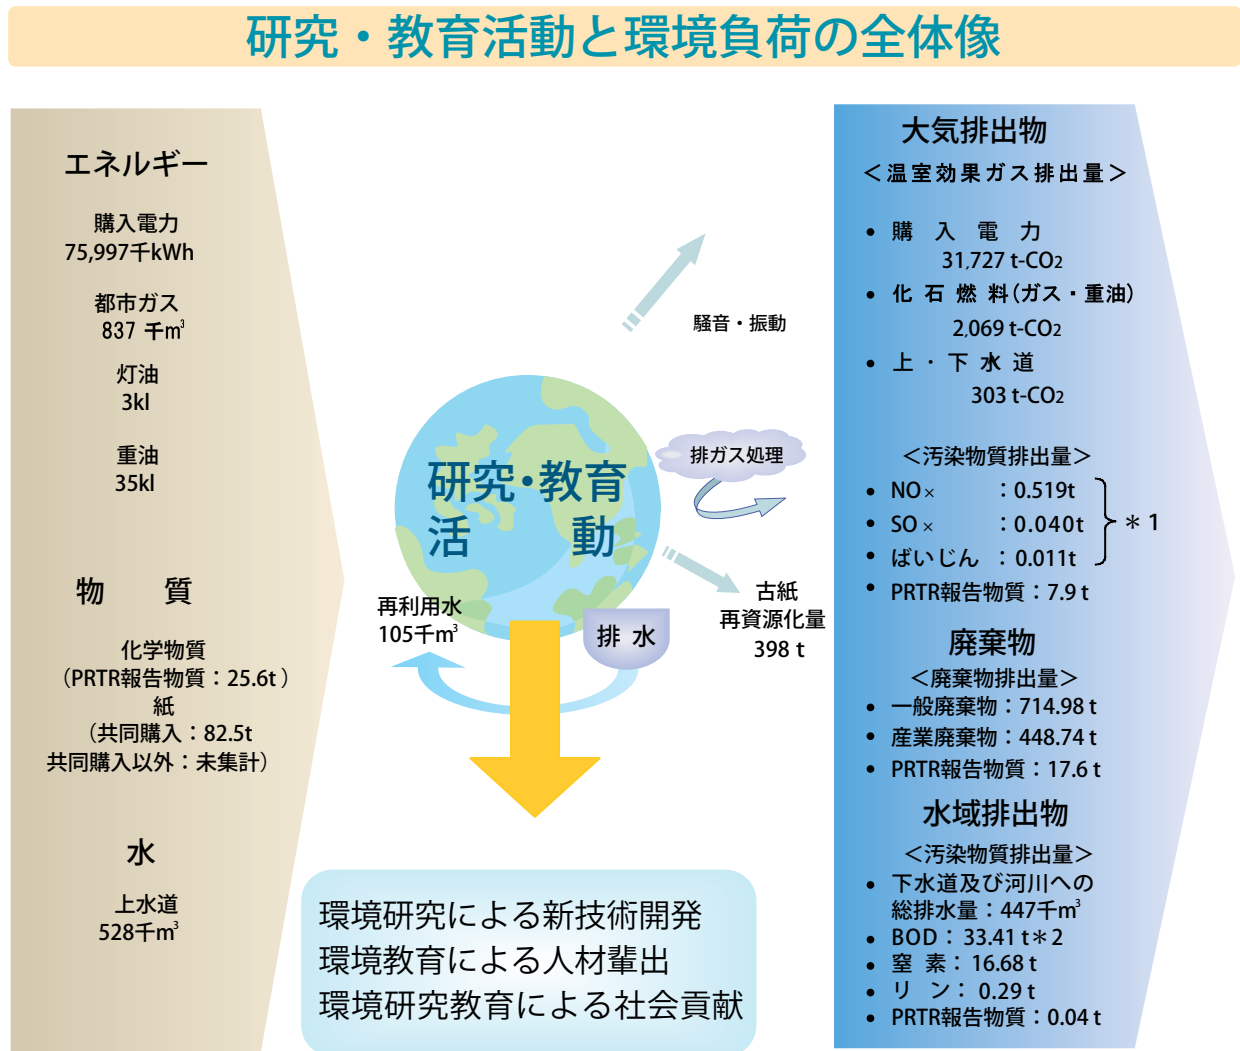 研究・教育活動と環境負荷の全体像
エネルギー
購入電力
75,997千kWh
都市ガス
837 千m³
灯油
3kl
重油
35kl
物 質
化学物質
（PRTR報告物質：25.6t）
紙
（共同購入：82.5t
共同購入以外：未集計）
水
上水道
528千m³
騒音・振動
排ガス処理
研究・教育
活 動
古紙
再資源化量
398 t
再利用水
105千m³
排 水
環境研究による新技術開発
環境教育による人材輩出
環境研究教育による社会貢献
大気排出物
＜温室効果ガス排出量＞
• 購 入 電 力
31,727 t-CO2
• 化 石 燃 料(ガス・重油)
2,069 t-CO2
• 上 ・ 下 水 道
303 t-CO2
＜汚染物質排出量＞
• NO× ：0.519t
• SO× ：0.040t
＊1
• ばいじん ：0.011t
• PRTR報告物質：7.9 t
廃棄物
＜廃棄物排出量＞
• 一般廃棄物：714.98 t
• 産業廃棄物：448.74 t
• PRTR報告物質：17.6 t
水域排出物
＜汚染物質排出量＞
• 下水道及び河川への
総排水量：447千m³
• BOD：33.41 t＊2
• 窒 素：16.68 t
• リ ン： 0.29 t
• PRTR報告物質：0.04 t